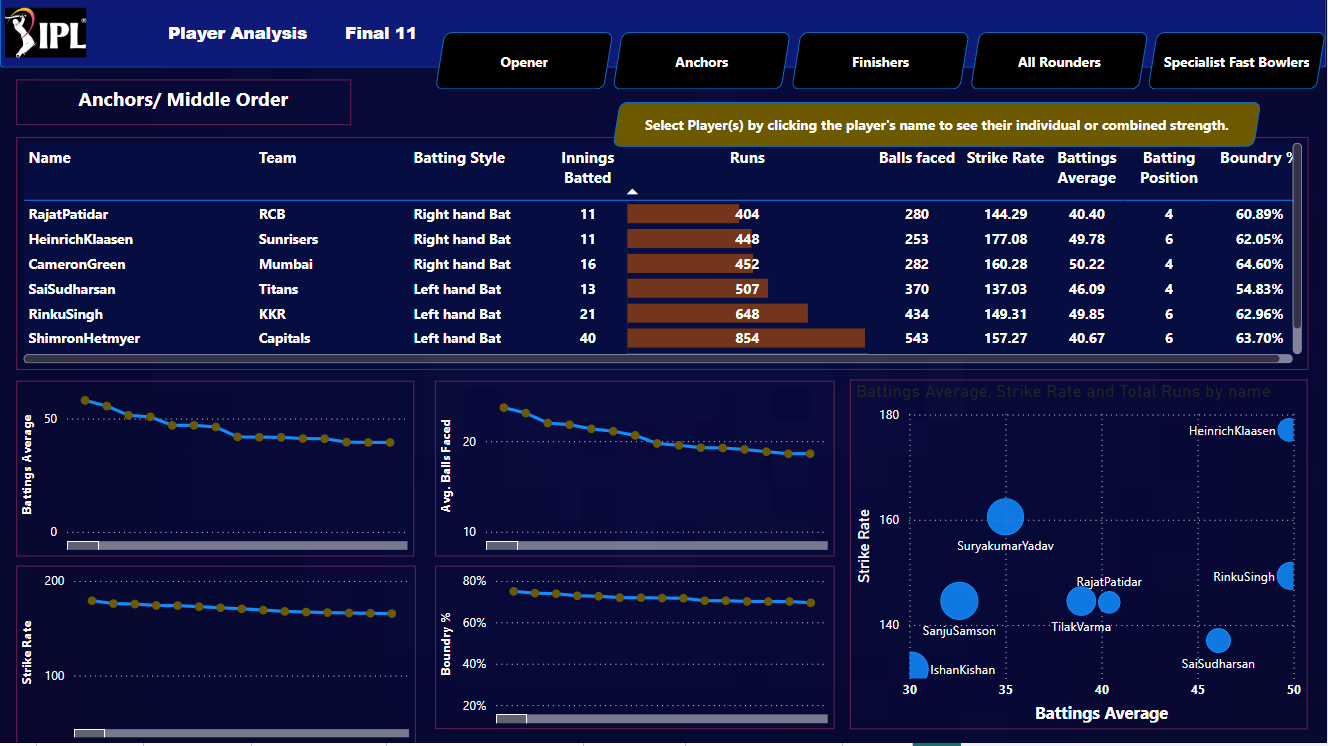 IPL
Player Analysis
Final 11
Opener
Anchors
Finishers
All Rounders
Specialist Fast Bowlers
Anchors/ Middle Order
Select Player(s) by clicking the player's name to see their individual or combined strength.
Name Team Batting Style Innings Batted Runs Balls faced Strike Rate Battings Average Batting Position Boundry %
RajatPatidar RCB Right hand Bat 11 404 280 144.29 40.40 4 60.89%
HeinrichKlaasen Sunrisers Right hand Bat 11 448 253 177.08 49.78 6 62.05%
CameronGreen Mumbai Right hand Bat 16 452 282 160.28 50.22 4 64.60%
SaiSudharsan Titans Left hand Bat 13 507 370 137.03 46.09 4 54.83%
RinkuSingh KKR Left hand Bat 21 648 434 149.31 49.85 6 62.96%
ShimronHetmyer Capitals Left hand Bat 40 854 543 157.27 40.67 6 63.70%
Battings Average
50
0
Avg. Balls Faced
20
10
Strike Rate
200
100
Boundry %
80%
60%
40%
20%
Battings Average, Strike Rate and Total Runs by name
Strike Rate
180
160
140
HeinrichKlaasen
SuryakumarYadav
RinkuSingh
RajatPatidar
SanjuSamson
TilakVarma
SaiSudharsan
IshanKishan
30 35 40 45 50
Battings Average